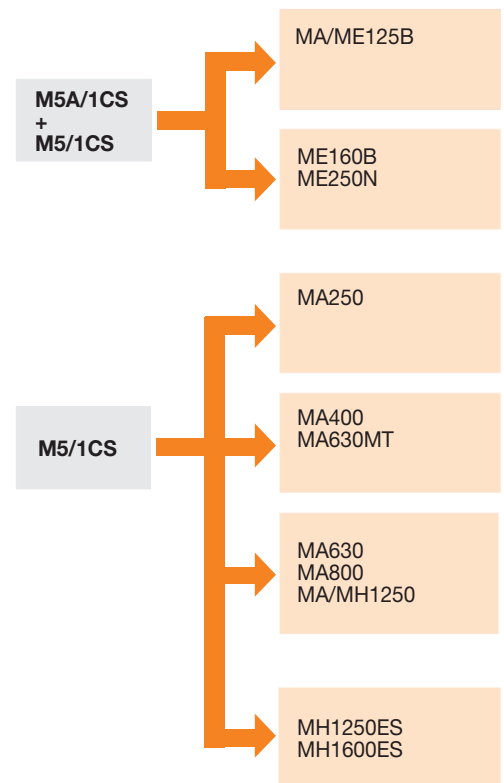 M5A/1CS
+
M5/1CS
MA/ME125B
ME160B
ME250N
M5/1CS
MA250
MA400
MA630MT
MA630
MA800
MA/MH1250
MH1250ES
MH1600ES